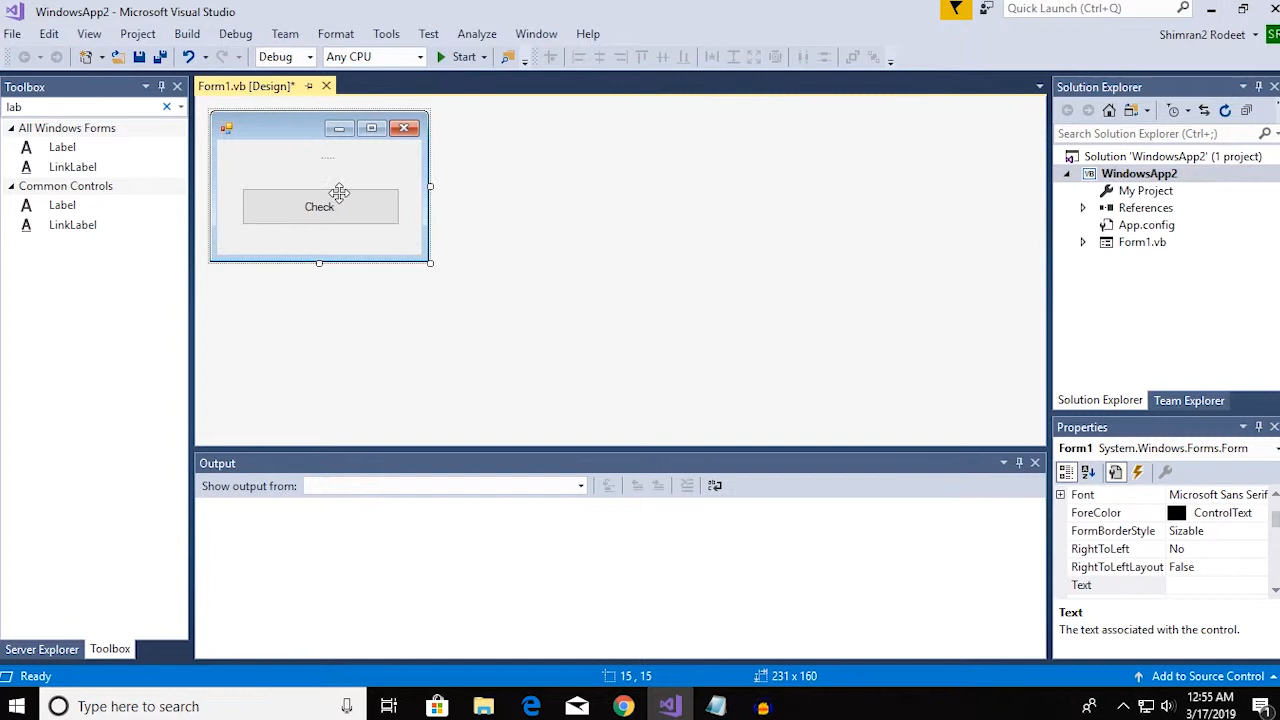 WindowsApp2 - Microsoft Visual Studio
Quick Launch (Ctrl+Q)
File Edit View Project Build Debug Team Format Tools Test Analyze Window Help
Shimran2 Rodeet
SR
Debug Any CPU Start
Toolbox
Form1.vb [Design]*
Solution Explorer
lab
All Windows Forms
Label
LinkLabel
Common Controls
Label
LinkLabel
.....
Check
Search Solution Explorer (Ctrl+;)
Solution 'WindowsApp2' (1 project)
VB WindowsApp2
My Project
References
App.config
Form1.vb
Solution Explorer Team Explorer
Properties
Form1 System.Windows.Forms.Form
Font Microsoft Sans Serif
ForeColor ControlText
FormBorderStyle Sizable
RightToLeft No
RightToLeftLayout False
Text
Text
The text associated with the control.
Output
Show output from:
Server Explorer Toolbox
Ready
15 , 15
231 x 160
Add to Source Control
Type here to search
12:55 AM
3/17/2019
1